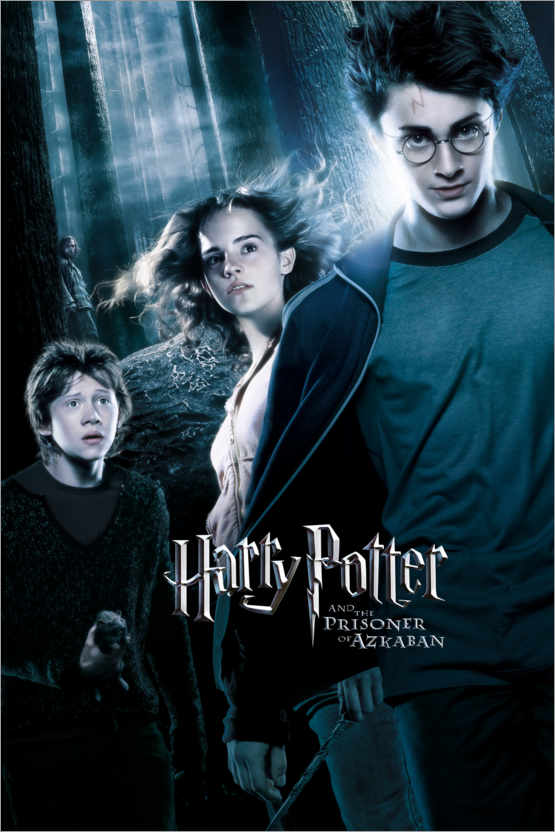 Harry Potter
AND THE
PRISONER
OF AZKABAN